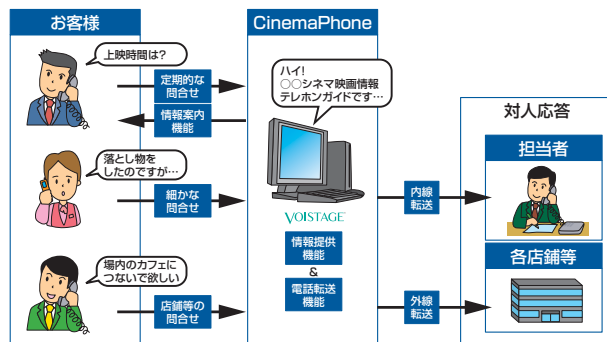 お客様
上映時間は?
定期的な
問合せ
情報案内
機能
落とし物を
したのですが…
細かな
問合せ
場内のカフェに
つないで欲しい
店舗等の
問合せ
CinemaPhone
ハイ!
○○シネマ映画情報
テレホンガイドです…
VOISTAGE
情報提供
機能
&
電話転送
機能
内線
転送
外線
転送
対人応答
担当者
各店舗等